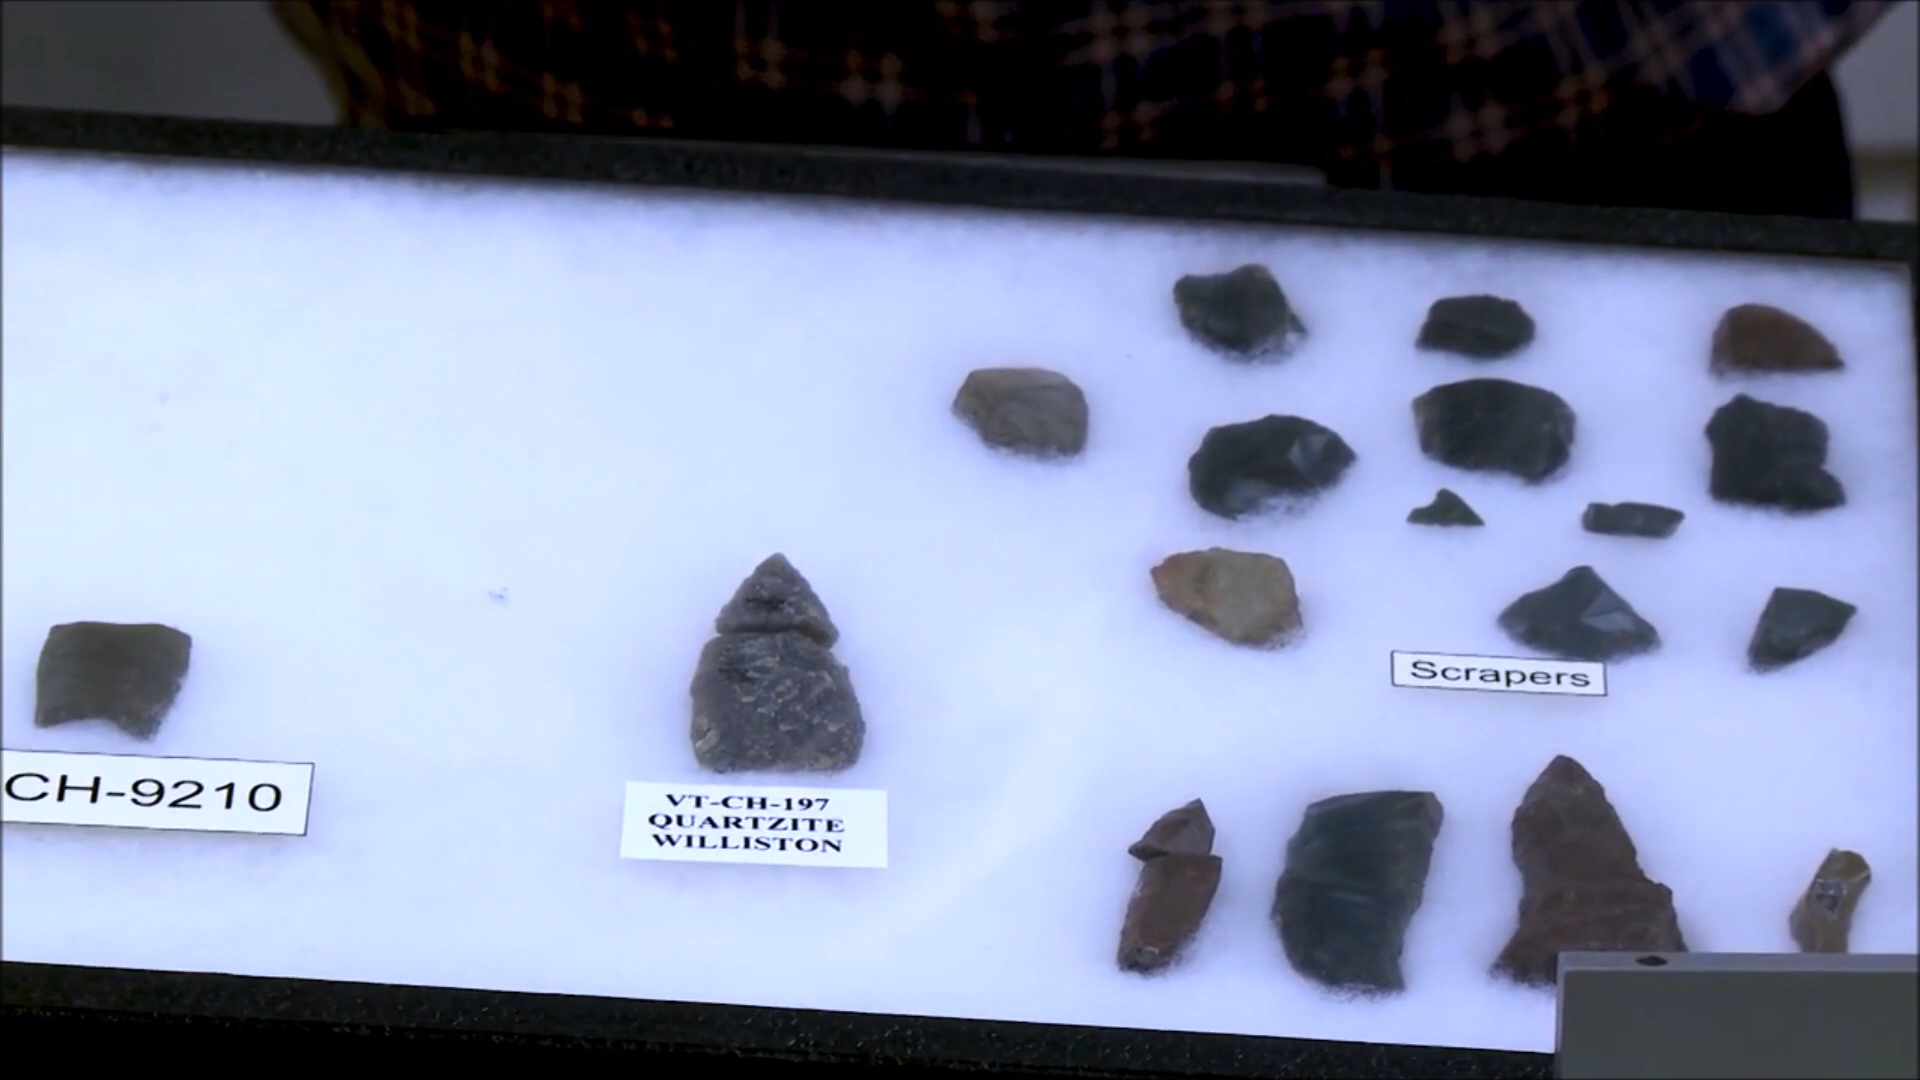 CH-9210
VT-CH-197
QUARTZITE
WILLISTON
Scrapers